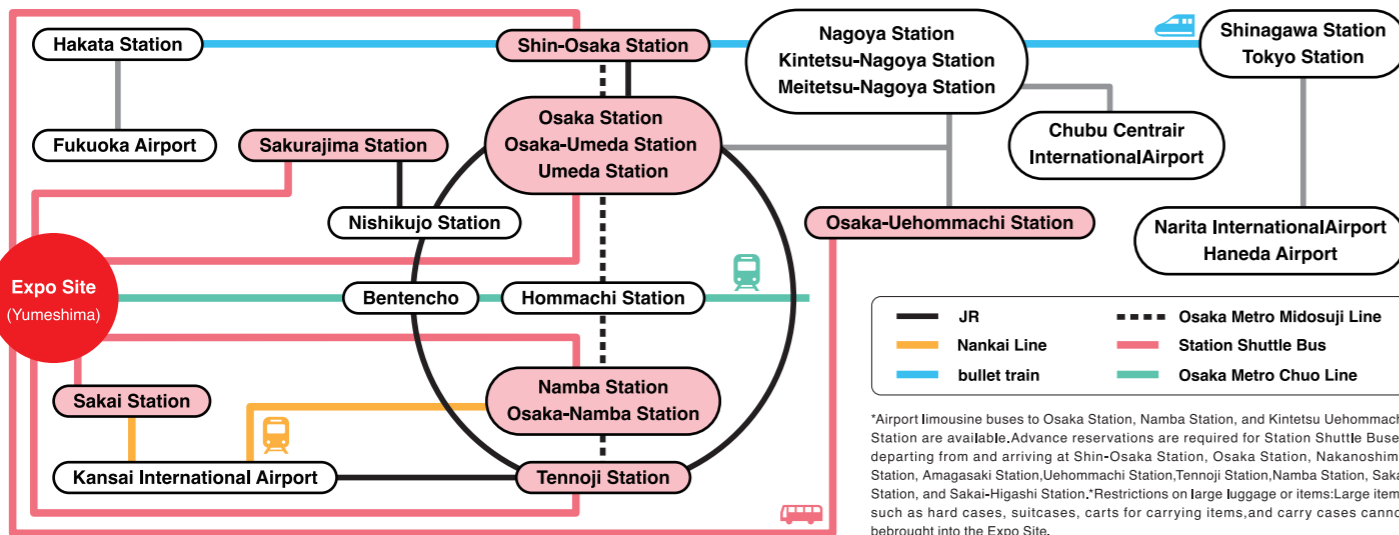 Hakata Station
Shin-Osaka Station
Nagoya Station
Kintetsu-Nagoya Station
Meitetsu-Nagoya Station
Shinagawa Station
Tokyo Station
Fukuoka Airport
Sakurajima Station
Osaka Station
Osaka-Umeda Station
Umeda Station
Chubu Centrair
InternationalAirport
Nishikujo Station
Osaka-Uehommachi Station
Narita InternationalAirport
Haneda Airport
Expo Site
(Yumeshima)
Bentencho
Hommachi Station
JR
Osaka Metro Midosuji Line
Nankai Line
Station Shuttle Bus
bullet train
Osaka Metro Chuo Line
Sakai Station
Namba Station
Osaka-Namba Station
Kansai International Airport
Tennoji Station
*Airport limousine buses to Osaka Station, Namba Station, and Kintetsu Uehommach
Station are available.Advance reservations are required for Station Shuttle Buse
departing from and arriving at Shin-Osaka Station, Osaka Station, Nakanoshim
Station, Amagasaki Station,Uehommachi Station,Tennoji Station,Namba Station, Saka
Station, and Sakai-Higashi Station.*Restrictions on large luggage or items:Large item
such as hard cases, suitcases, carts for carrying items,and carry cases canno
bebrought into the Expo Site.